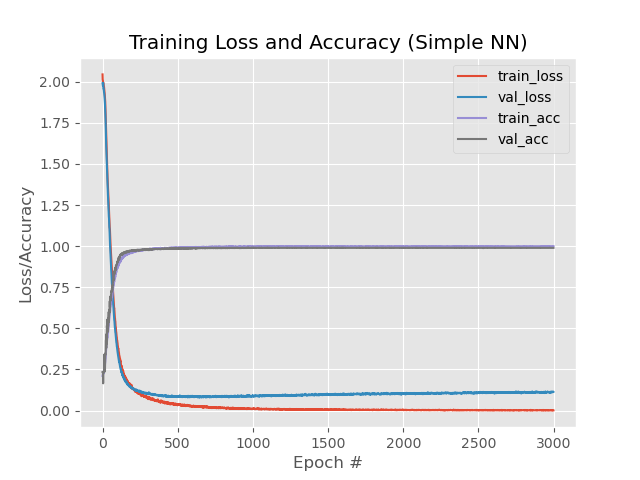 Training Loss and Accuracy (Simple NN)
train_loss
val_loss
train_acc
val_acc
2.00
1.75
1.50
1.25
1.00
0.75
0.50
0.25
0.00
Loss/Accuracy
0
500
1000
1500
2000
2500
3000
Epoch #